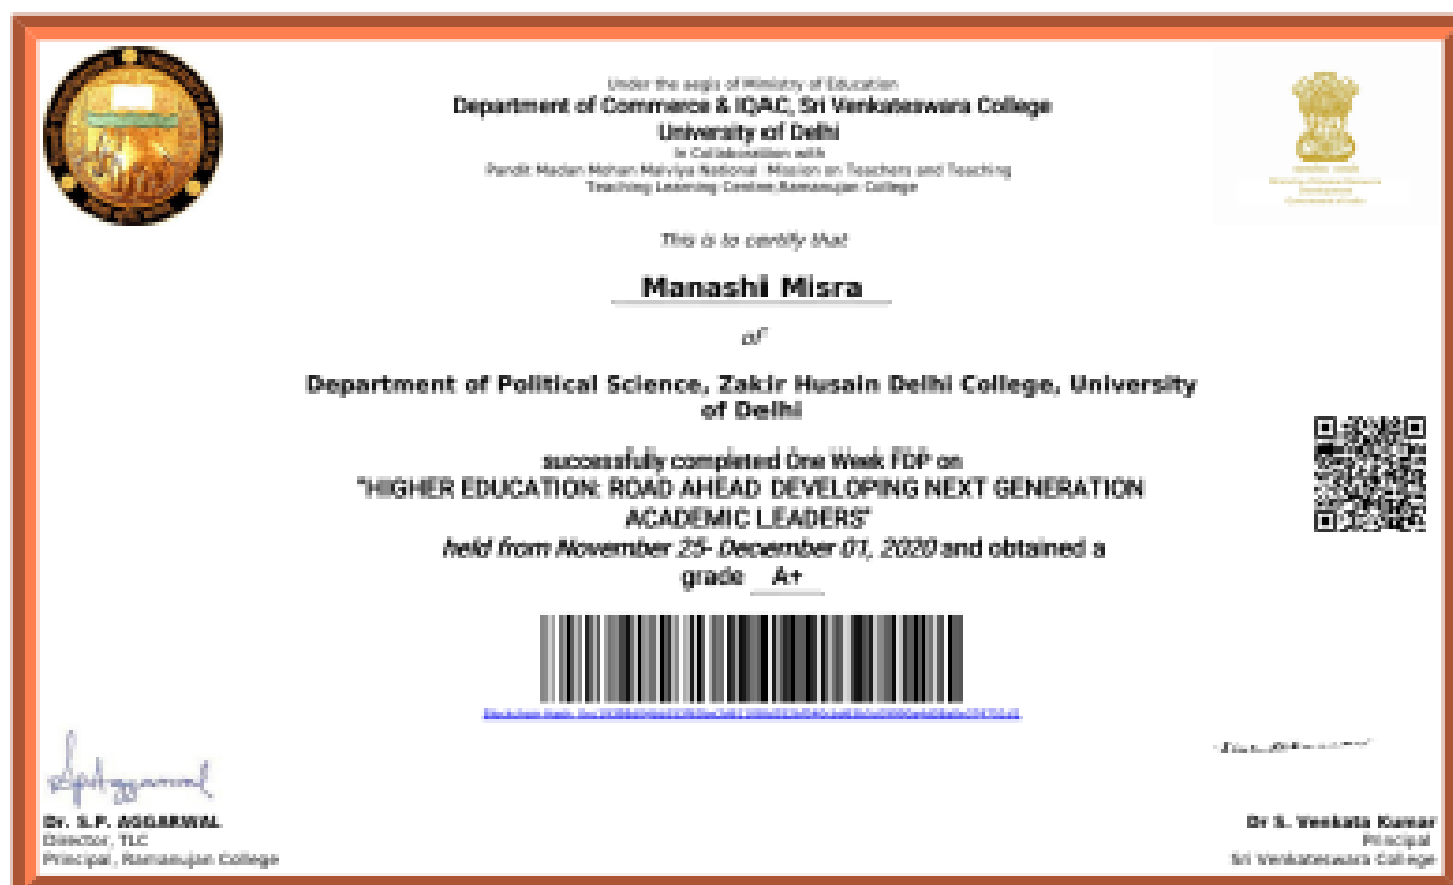 Under the aegis of Ministry of Education
Department of Commerce & IQAC, Sri Venkateswara College
University of Delhi
In Collaboration with
Pandit Madan Mohan Malviya National Mission on Teachers and Teaching
Teaching Learning Centre,Ramanujan College
This is to certify that
Manashi Misra
of
Department of Political Science, Zakir Husain Delhi College, University
of Delhi
successfully completed One Week FDP on
"HIGHER EDUCATION: ROAD AHEAD DEVELOPING NEXT GENERATION
ACADEMIC LEADERS"
held from November 25- December 01, 2020 and obtained a
grade A+
Dr. S.P. AGGARWAL
Director, TLC
Principal, Ramanujan College
Dr S. Venkata Kumar
Principal
Sri Venkateswara College